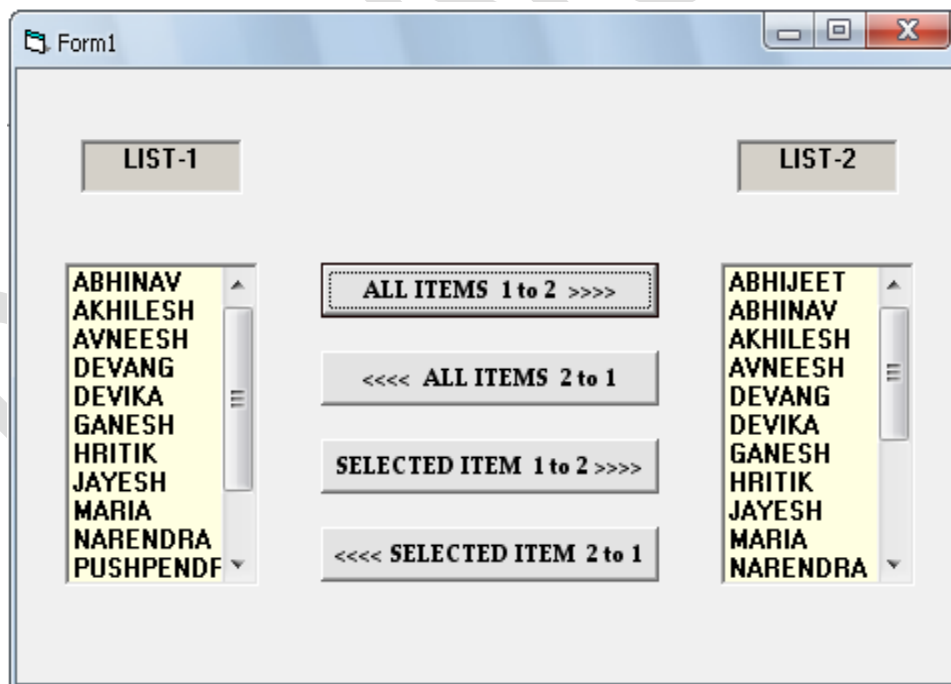 Form1
LIST-1
LIST-2
ABHINAV
AKHILESH
AVNEESH
DEVANG
DEVIKA
GANESH
HRITIK
JAYESH
MARIA
NARENDRA
PUSHPENDF
ALL ITEMS 1 to 2 >>>>
<<<< ALL ITEMS 2 to 1
SELECTED ITEM 1 to 2 >>>>
<<<< SELECTED ITEM 2 to 1
ABHIJEET
ABHINAV
AKHILESH
AVNEESH
DEVANG
DEVIKA
GANESH
HRITIK
JAYESH
MARIA
NARENDRA